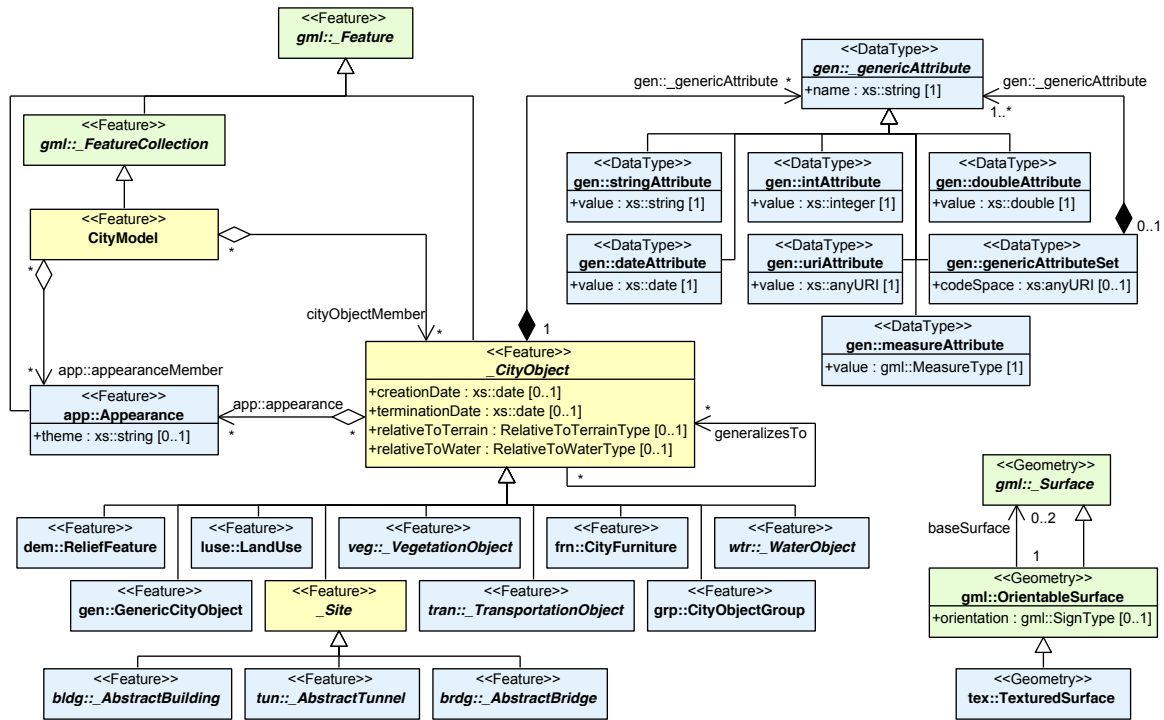 <<Feature>>
gml::_Feature
<<DataType>>
gen::_genericAttribute
+name : xs::string [1]
gen::_genericAttribute
*
gen::_genericAttribute
1..*
<<Feature>>
gml::_FeatureCollection
<<DataType>>
gen::stringAttribute
+value : xs::string [1]
<<DataType>>
gen::intAttribute
+value : xs::integer [1]
<<DataType>>
gen::doubleAttribute
+value : xs::double [1]
<<Feature>>
CityModel
*
*
0..1
<<DataType>>
gen::dateAttribute
+value : xs::date [1]
<<DataType>>
gen::uriAttribute
+value : xs::anyURI [1]
<<DataType>>
gen::genericAttributeSet
+codeSpace : xs:anyURI [0..1]
<<DataType>>
gen::measureAttribute
+value : gml::MeasureType [1]
cityObjectMember
*
1
<<Feature>>
_CityObject
+creationDate : xs::date [0..1]
+terminationDate : xs::date [0..1]
+relativeToTerrain : RelativeToTerrainType [0..1]
+relativeToWater : RelativeToWaterType [0..1]
*
app::appearanceMember
<<Feature>>
app::Appearance
+theme : xs::string [0..1]
app::appearance
*
*
*
generalizesTo
*
<<Geometry>>
gml::_Surface
baseSurface
0..2
1
<<Geometry>>
gml::OrientableSurface
+orientation : gml::SignType [0..1]
<<Geometry>>
tex::TexturedSurface
<<Feature>>
dem::ReliefFeature
<<Feature>>
luse::LandUse
<<Feature>>
veg::_VegetationObject
<<Feature>>
frn::CityFurniture
<<Feature>>
wtr::_WaterObject
<<Feature>>
gen::GenericCityObject
<<Feature>>
_Site
<<Feature>>
tran::_TransportationObject
<<Feature>>
grp::CityObjectGroup
<<Feature>>
bldg::_AbstractBuilding
<<Feature>>
tun::_AbstractTunnel
<<Feature>>
brdg::_AbstractBridge